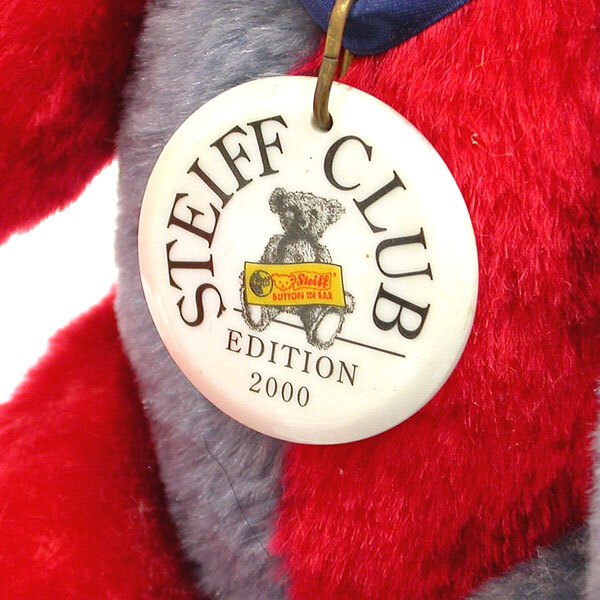 STEIFF CLUB
Steiff
BUTTON IN EAR
EDITION
2000